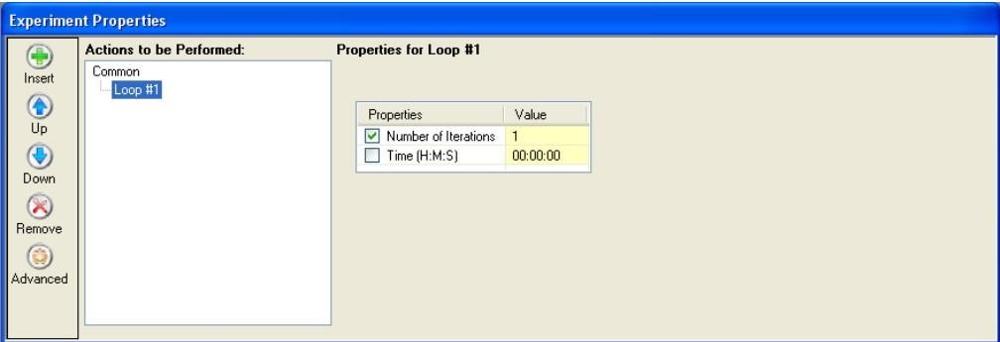 Experiment Properties
Insert
Up
Down
Remove
Advanced
Actions to be Performed:
Common
Loop #1
Properties for Loop #1
Properties Value
Number of Iterations 1
Time (H:M:S) 00:00:00